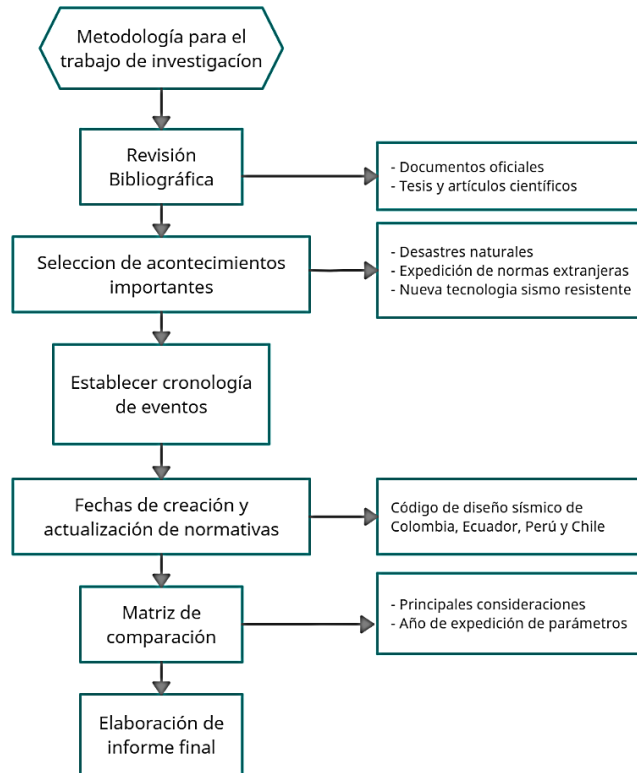 Metodología para el
trabajo de investigacíon
Revisión
Bibliográfica
- Documentos oficiales
- Tesis y artículos científicos
Seleccion de acontecimientos
importantes
- Desastres naturales
- Expedición de normas extranjeras
- Nueva tecnologia sismo resistente
Establecer cronología
de eventos
Fechas de creación y
actualización de normativas
Código de diseño sísmico de
Colombia, Ecuador, Perú y Chile
Matriz de
comparación
- Principales consideraciones
- Año de expedición de parámetros
Elaboración de
informe final